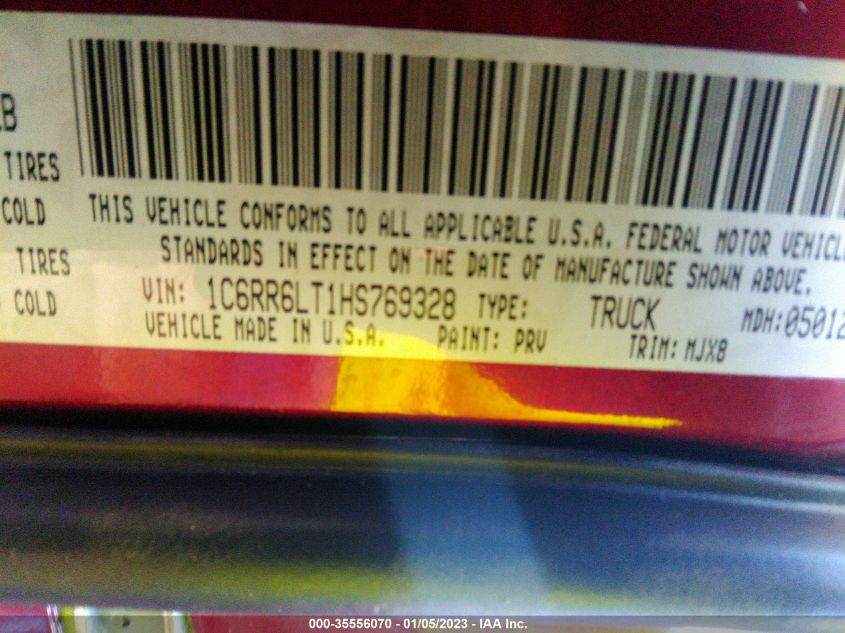 B
TIRES
COLD
TIRES
COLD
THIS VEHICLE CONFORMS TO ALL APPLICABLE U.S.A. FEDERAL MOTOR VEHICLE
STANDARDS IN EFFECT ON THE DATE OF MANUFACTURE SHOWN ABOVE.
VIN: 1C6RR6LT1HS769328 TYPE: TRUCK MDH:05012
VEHICLE MADE IN U.S.A. PAINT: PRV TRIM: MJX8
000-35556070 - 01/05/2023 - IAA Inc.